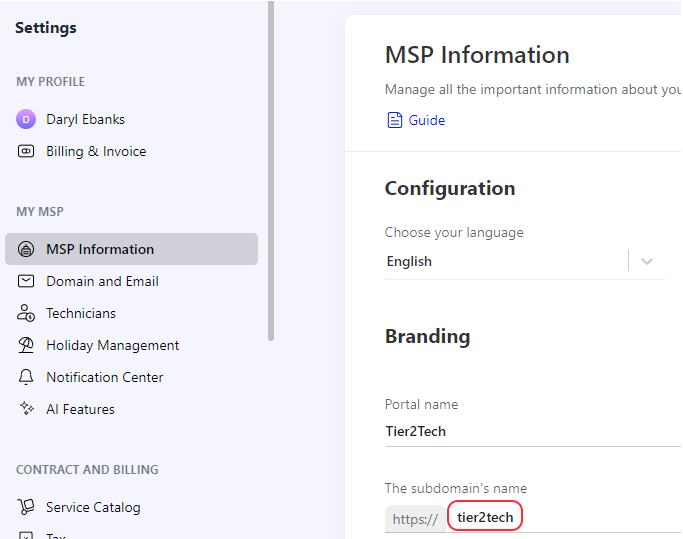 Settings
MY PROFILE
D
Daryl Ebanks
Billing & Invoice
MY MSP
MSP Information
Domain and Email
Technicians
Holiday Management
Notification Center
AI Features
CONTRACT AND BILLING
Service Catalog
Tax
MSP Information
Manage all the important information about you
Guide
Configuration
Choose your language
English
Branding
Portal name
Tier2Tech
The subdomain's name
https:// tier2tech